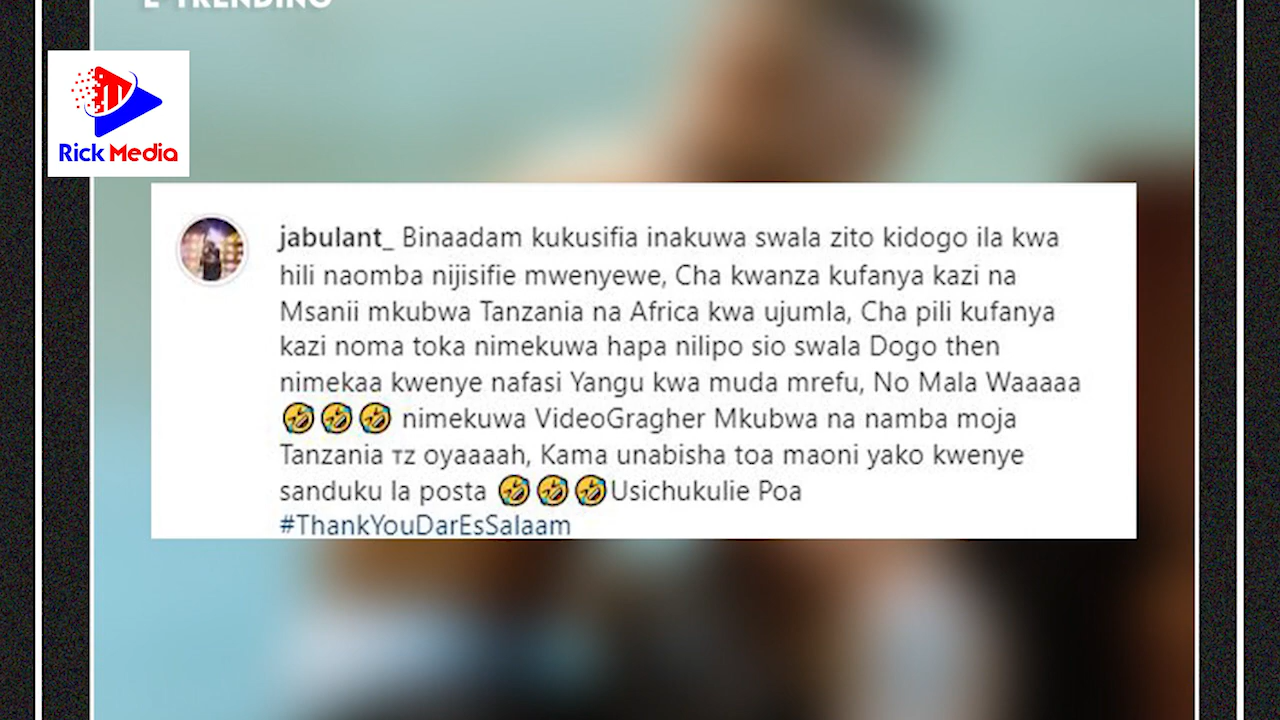 E-TRENDING
Rick Media
jabulant_ Binaadam kukusifia inakuwa swala zito kidogo ila kwa
hili naomba nijisifie mwenyewe, Cha kwanza kufanya kazi na
Msanii mkubwa Tanzania na Africa kwa ujumla, Cha pili kufanya
kazi noma toka nimekuwa hapa nilipo sio swala Dogo then
nimekaa kwenye nafasi Yangu kwa muda mrefu, No Mala Waaaaa
🤣🤣🤣 nimekuwa VideoGragher Mkubwa na namba moja
Tanzania ᴛᴢ oyaaaah, Kama unabisha toa maoni yako kwenye
sanduku la posta 🤣🤣🤣Usichukulie Poa
#ThankYouDarEsSalaam